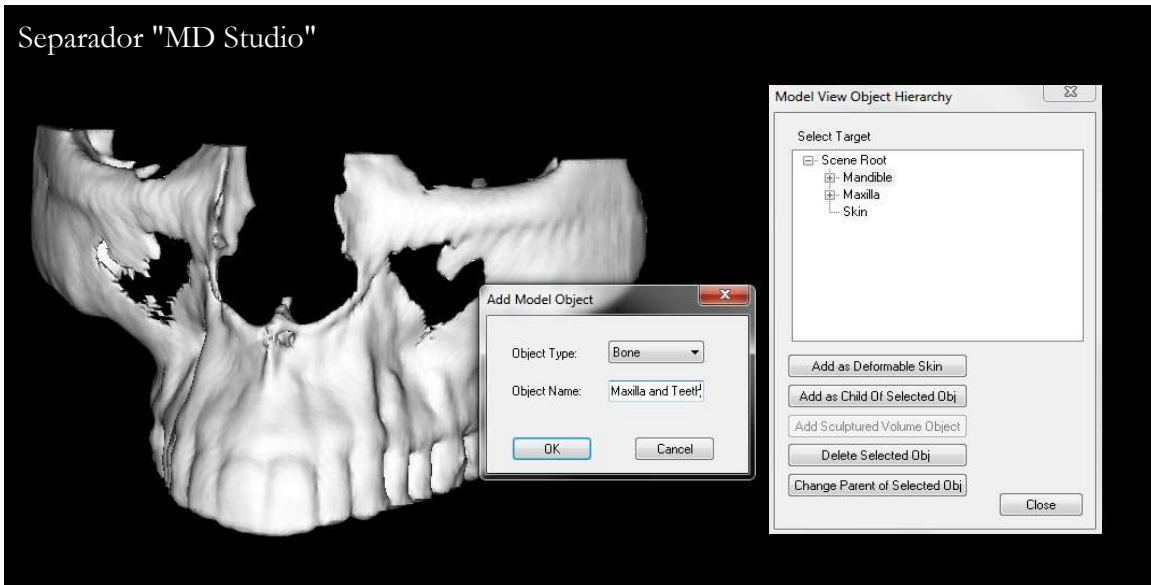 Separador "MD Studio"
Model View Object Hierarchy
Select Target
Scene Root
Mandible
Maxilla
Skin
Add as Deformable Skin
Add as Child Of Selected Obj
Add Sculptured Volume Object
Delete Selected Obj
Change Parent of Selected Obj
Close
Add Model Object
Object Type: Bone
Object Name: Maxilla and Teeth
OK Cancel